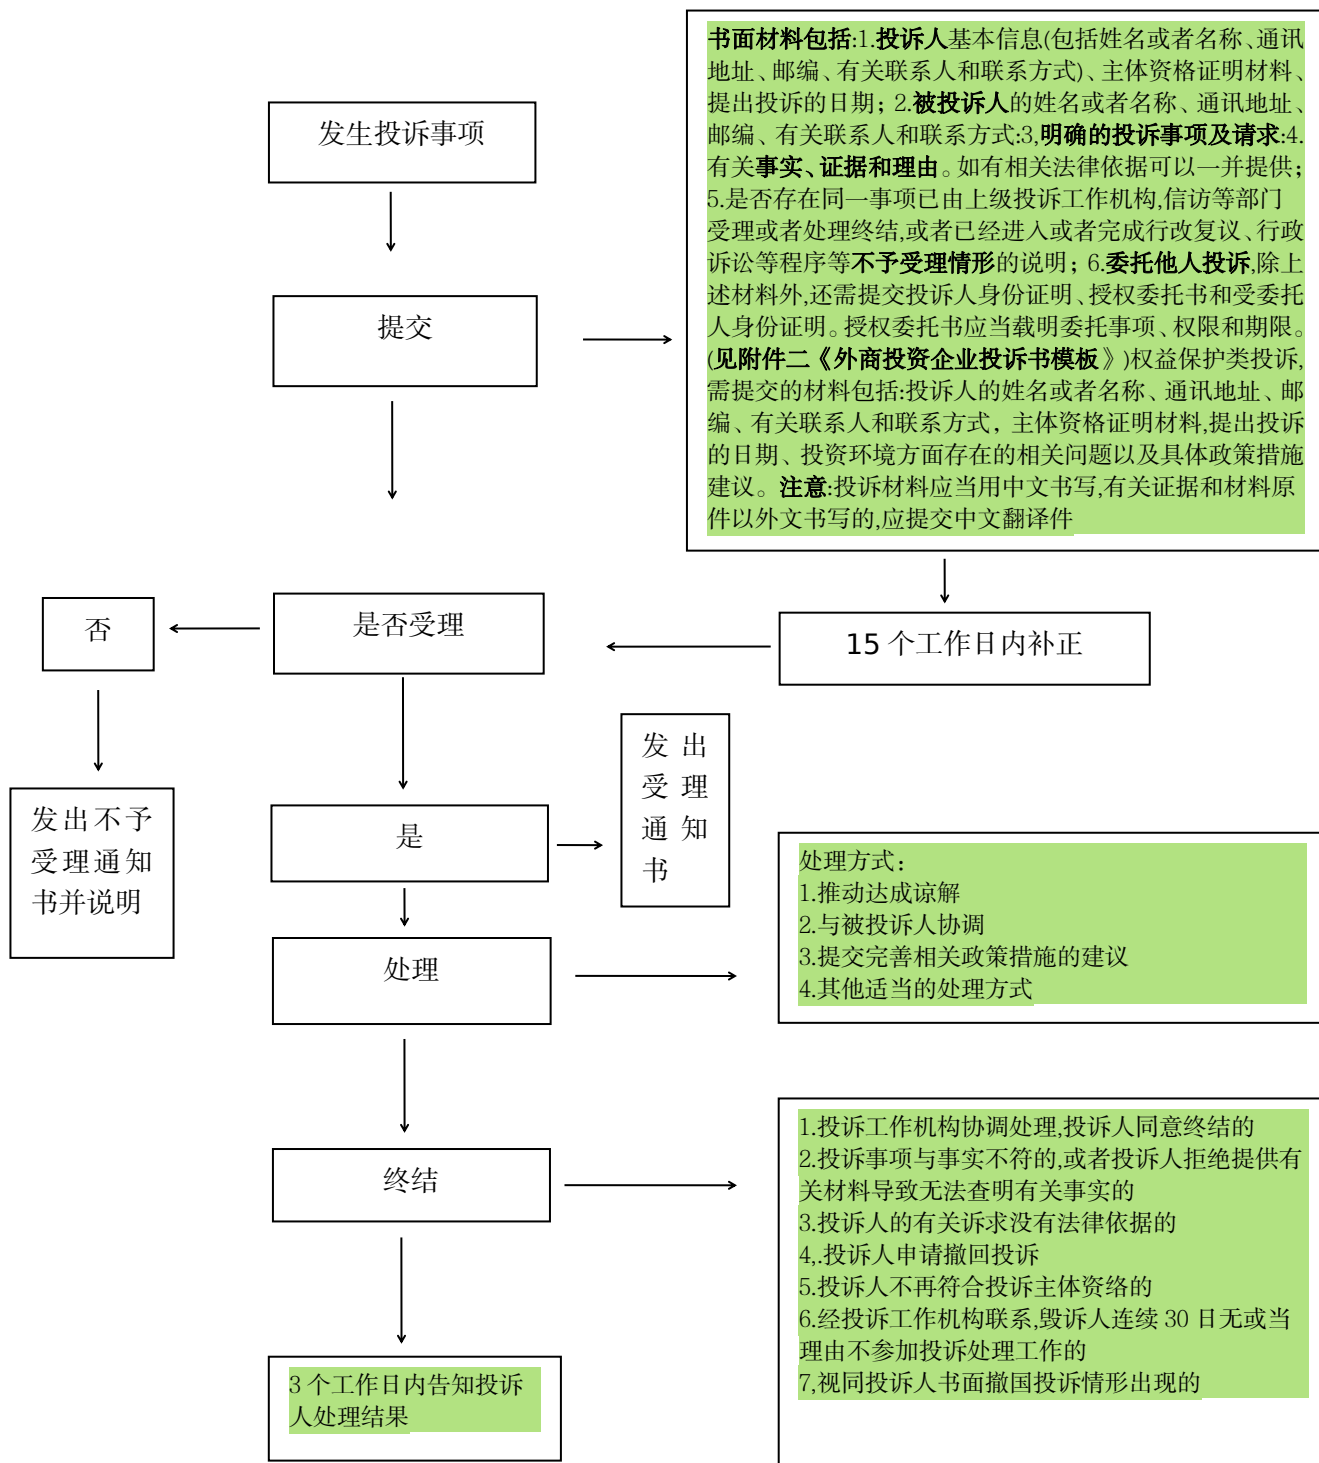 书面材料包括:1.投诉人基本信息(包括姓名或者名称、通讯
地址、邮编、有关联系人和联系方式)、主体资格证明材料、
提出投诉的日期；2.被投诉人的姓名或者名称、通讯地址、
邮编、有关联系人和联系方式:3,明确的投诉事项及请求:4.
有关事实、证据和理由。如有相关法律依据可以一并提供；
5.是否存在同一事项已由上级投诉工作机构,信访等部门
受理或者处理终结,或者已经进入或者完成行改复议、行政
诉讼等程序等不予受理情形的说明；6.委托他人投诉,除上
述材料外,还需提交投诉人身份证明、授权委托书和受委托
人身份证明。授权委托书应当载明委托事项、权限和期限。
(见附件二《外商投资企业投诉书模板》)权益保护类投诉,
需提交的材料包括:投诉人的姓名或者名称、通讯地址、邮
编、有关联系人和联系方式，主体资格证明材料,提出投诉
的日期、投资环境方面存在的相关问题以及具体政策措施
建议。注意:投诉材料应当用中文书写,有关证据和材料原
件以外文书写的,应提交中文翻译件
发生投诉事项
提交
否
是否受理
15 个工作日内补正
发出不予
受理通知
书并说明
是
发出
受理
通知
书
处理
处理方式：
1.推动达成谅解
2.与被投诉人协调
3.提交完善相关政策措施的建议
4.其他适当的处理方式
终结
1.投诉工作机构协调处理,投诉人同意终结的
2.投诉事项与事实不符的,或者投诉人拒绝提供有
关材料导致无法查明有关事实的
3.投诉人的有关诉求没有法律依据的
4,.投诉人申请撤回投诉
5.投诉人不再符合投诉主体资络的
6.经投诉工作机构联系,毁诉人连续 30 日无或当
理由不参加投诉处理工作的
7,视同投诉人书面撤国投诉情形出现的
3 个工作日内告知投诉
人处理结果